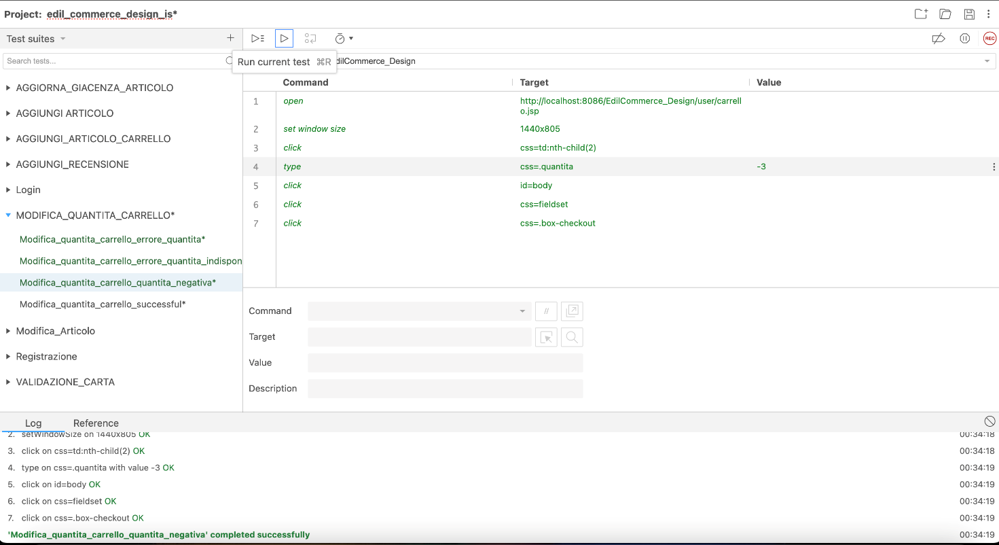 Project: edil_commerce_design_is*
Test suites
REC
Search tests...
Run current test ⌘R
dilCommerce_Design
Command Target Value
AGGIORNA_GIACENZA_ARTICOLO
AGGIUNGI ARTICOLO
AGGIUNGI_ARTICOLO_CARRELLO
AGGIUNGI_RECENSIONE
Login
MODIFICA_QUANTITA_CARRELLO*
Modifica_quantita_carrello_errore_quantita*
Modifica_quantita_carrello_errore_quantita_indispon
Modifica_quantita_carrello_quantita_negativa*
Modifica_quantita_carrello_successful*
Modifica_Articolo
Registrazione
VALIDAZIONE_CARTA
1 open http://localhost:8086/EdilCommerce_Design/user/carrell
o.jsp
2 set window size 1440x805
3 click css=td:nth-child(2)
4 type css=.quantita -3
5 click id=body
6 click css=fieldset
7 click css=.box-checkout
Command //
Target
Value
Description
Log Reference
2. setWindowSize on 1440x805 OK 00:34:18
3. click on css=td:nth-child(2) OK 00:34:18
4. type on css=.quantita with value -3 OK 00:34:19
5. click on id=body OK 00:34:19
6. click on css=fieldset OK 00:34:19
7. click on css=.box-checkout OK 00:34:19
'Modifica_quantita_carrello_quantita_negativa' completed successfully 00:34:19